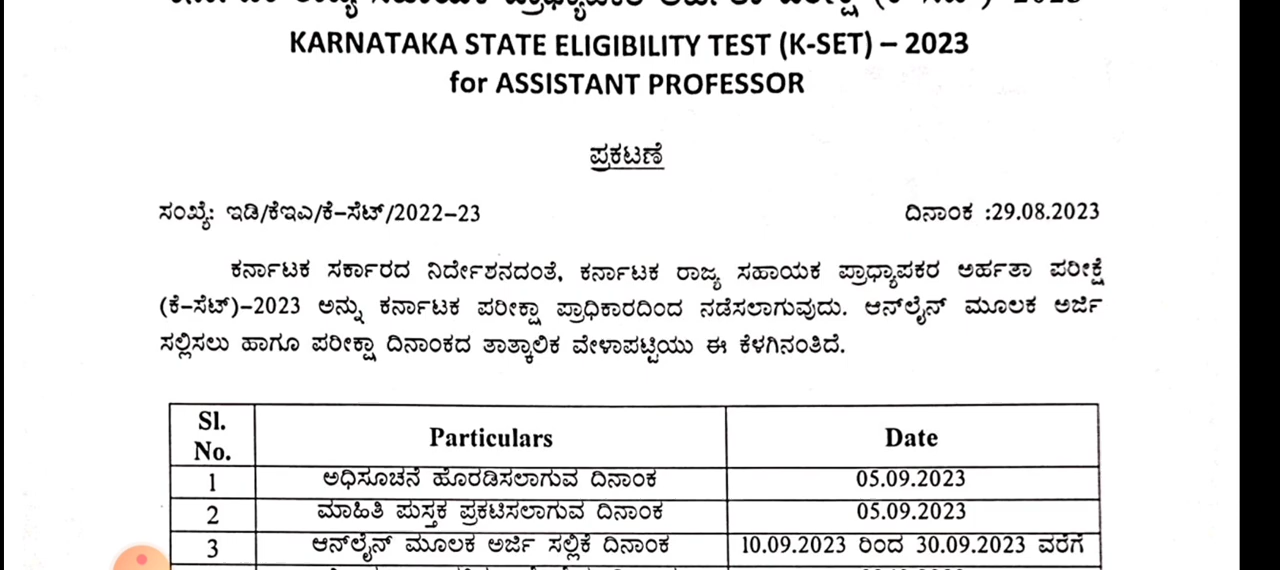 KARNATAKA STATE ELIGIBILITY TEST (K-SET) – 2023
for ASSISTANT PROFESSOR
ಪ್ರಕಟಣೆ
ಸಂಖ್ಯೆ: ಇಡಿ/ಕೆಇಎ/ಕೆ-ಸೆಟ್/2022-23 ದಿನಾಂಕ :29.08.2023
ಕರ್ನಾಟಕ ಸರ್ಕಾರದ ನಿರ್ದೇಶನದಂತೆ, ಕರ್ನಾಟಕ ರಾಜ್ಯ ಸಹಾಯಕ ಪ್ರಾಧ್ಯಾಪಕರ ಅರ್ಹತಾ ಪರೀಕ್ಷೆ
(ಕೆ-ಸೆಟ್)-2023 ಅನ್ನು ಕರ್ನಾಟಕ ಪರೀಕ್ಷಾ ಪ್ರಾಧಿಕಾರದಿಂದ ನಡೆಸಲಾಗುವುದು. ಆನ್‌ಲೈನ್ ಮೂಲಕ ಅರ್ಜಿ
ಸಲ್ಲಿಸಲು ಹಾಗೂ ಪರೀಕ್ಷಾ ದಿನಾಂಕದ ತಾತ್ಕಾಲಿಕ ವೇಳಾಪಟ್ಟಿಯು ಈ ಕೆಳಗಿನಂತಿದೆ.
Sl. No. Particulars Date
1 ಅಧಿಸೂಚನೆ ಹೊರಡಿಸಲಾಗುವ ದಿನಾಂಕ 05.09.2023
2 ಮಾಹಿತಿ ಪುಸ್ತಕ ಪ್ರಕಟಿಸಲಾಗುವ ದಿನಾಂಕ 05.09.2023
3 ಆನ್‌ಲೈನ್ ಮೂಲಕ ಅರ್ಜಿ ಸಲ್ಲಿಕೆ ದಿನಾಂಕ 10.09.2023 ರಿಂದ 30.09.2023 ವರೆಗೆ